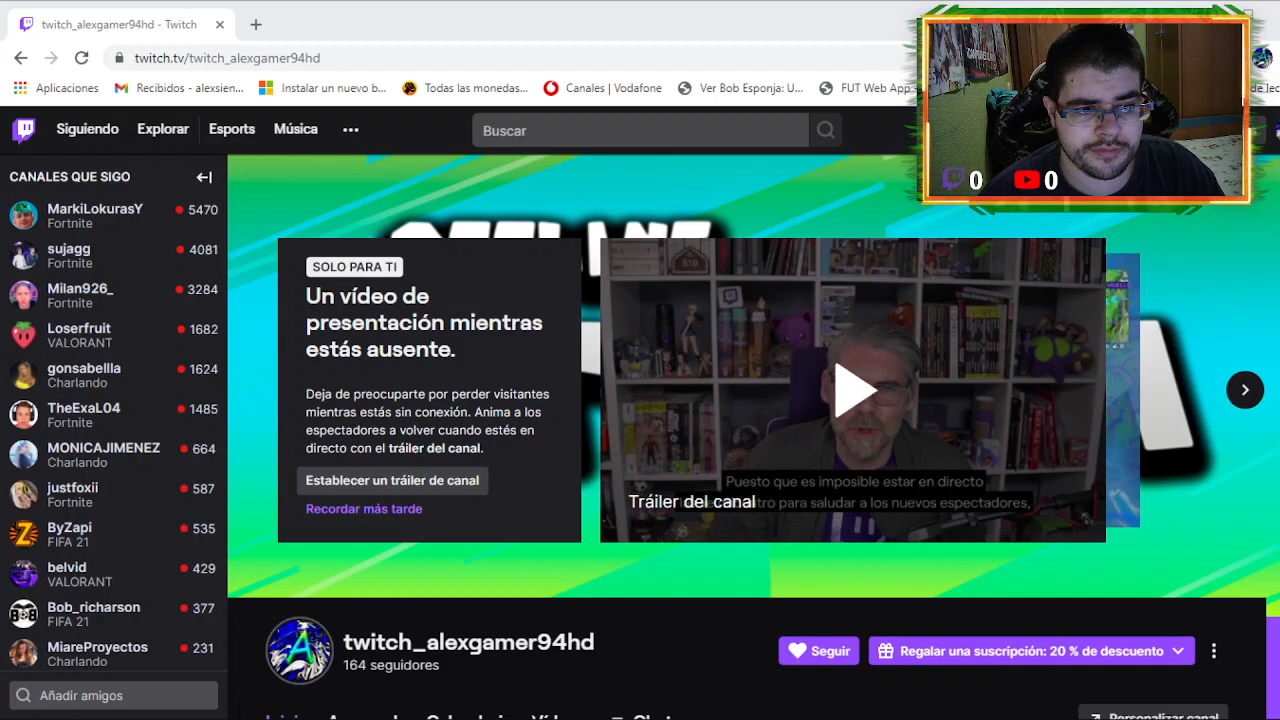 twitch_alexgamer94hd - Twitch
twitch.tv/twitch_alexgamer94hd
Aplicaciones
Recibidos - alexsien...
Instalar un nuevo b...
Todas las monedas...
Canales | Vodafone
Ver Bob Esponja: U...
FUT Web App
Siguiendo
Explorar
Esports
Música
Buscar
0
0
CANALES QUE SIGO
MarkiLokurasY 5470
Fortnite
sujagg 4081
Fortnite
Milan926_ 3284
Fortnite
Loserfruit 1682
VALORANT
gonsabellla 1624
Charlando
TheExaL04 1485
Fortnite
MONICAJIMENEZ 664
Charlando
justfoxii 587
Fortnite
ByZapi 535
FIFA 21
belvid 429
VALORANT
Bob_richarson 377
FIFA 21
MiareProyectos 231
Charlando
Añadir amigos
SOLO PARA TI
Un vídeo de
presentación mientras
estás ausente.
Deja de preocuparte por perder visitantes
mientras estás sin conexión. Anima a los
espectadores a volver cuando estés en
directo con el tráiler del canal.
Establecer un tráiler de canal
Recordar más tarde
Puesto que es imposible estar en directo
para saludar a los nuevos espectadores,
Tráiler del canal
twitch_alexgamer94hd
164 seguidores
Seguir
Regalar una suscripción: 20 % de descuento
Personalizar canal